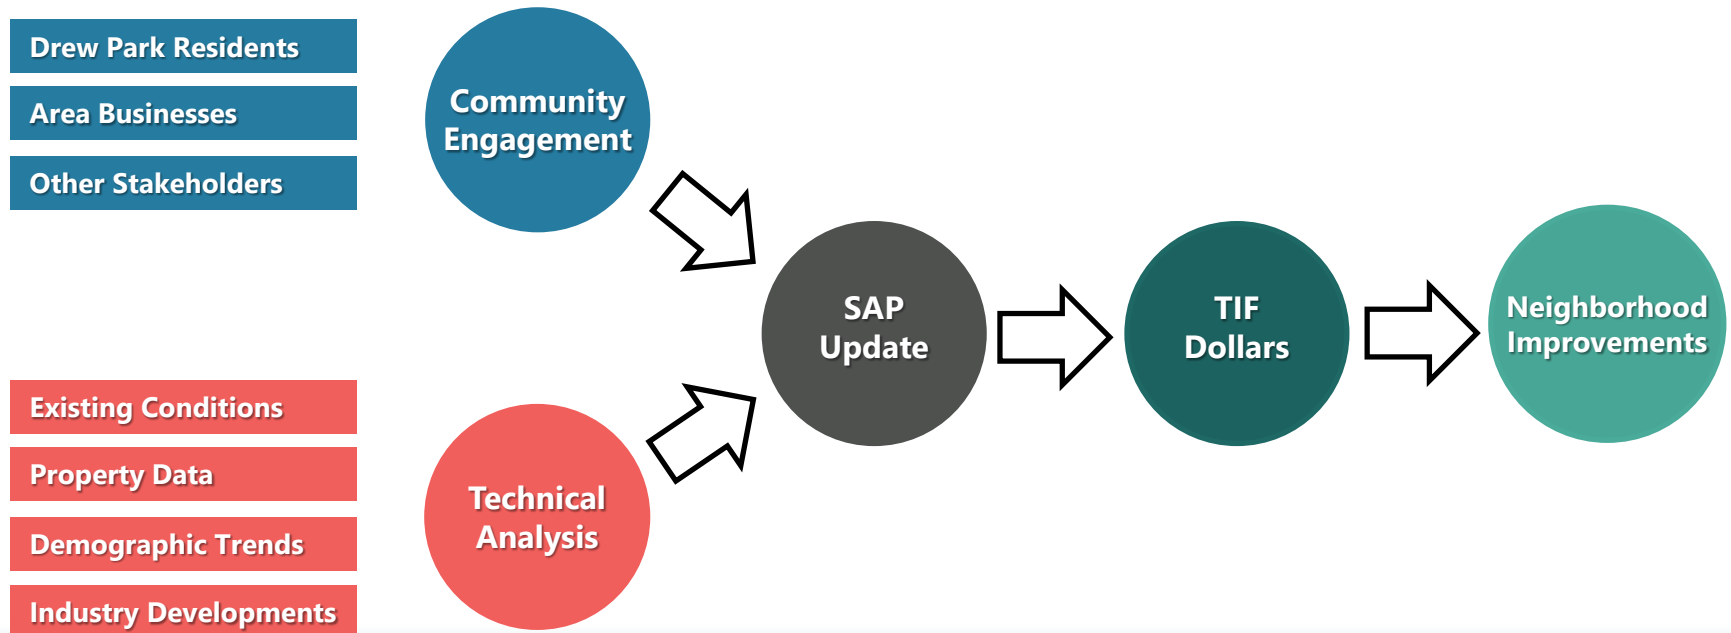 Drew Park Residents
Area Businesses
Other Stakeholders
Community
Engagement
Existing Conditions
Property Data
Demographic Trends
Industry Developments
Technical
Analysis
SAP
Update
TIF
Dollars
Neighborhood
Improvements